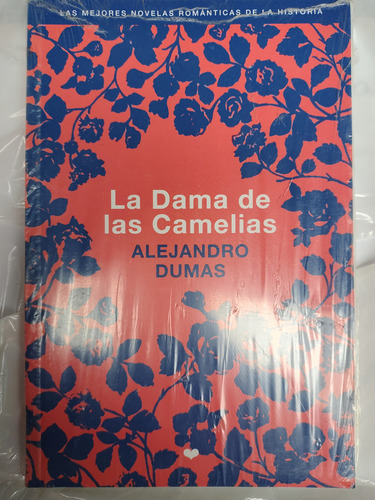 LAS MEJORES NOVELAS ROMÁNTICAS DE LA HISTORIA
La Dama de
las Camelias
ALEJANDRO
DUMAS